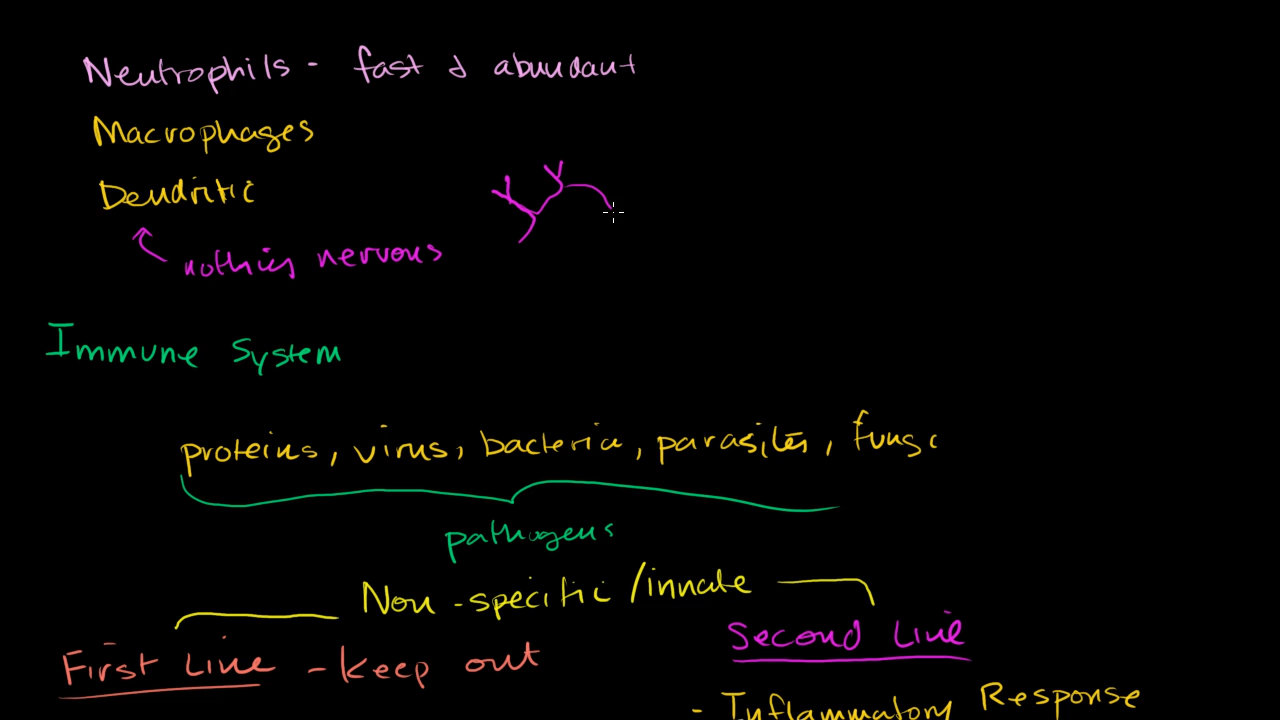 Neutrophils - fast & abundant
Macrophages
Dendritic
nothing nervous
Immune System
proteins, virus, bacteria, parasites, fungi
pathogens
Non-specific/innate
First Line - keep out
Second Line
- Inflammatory Response